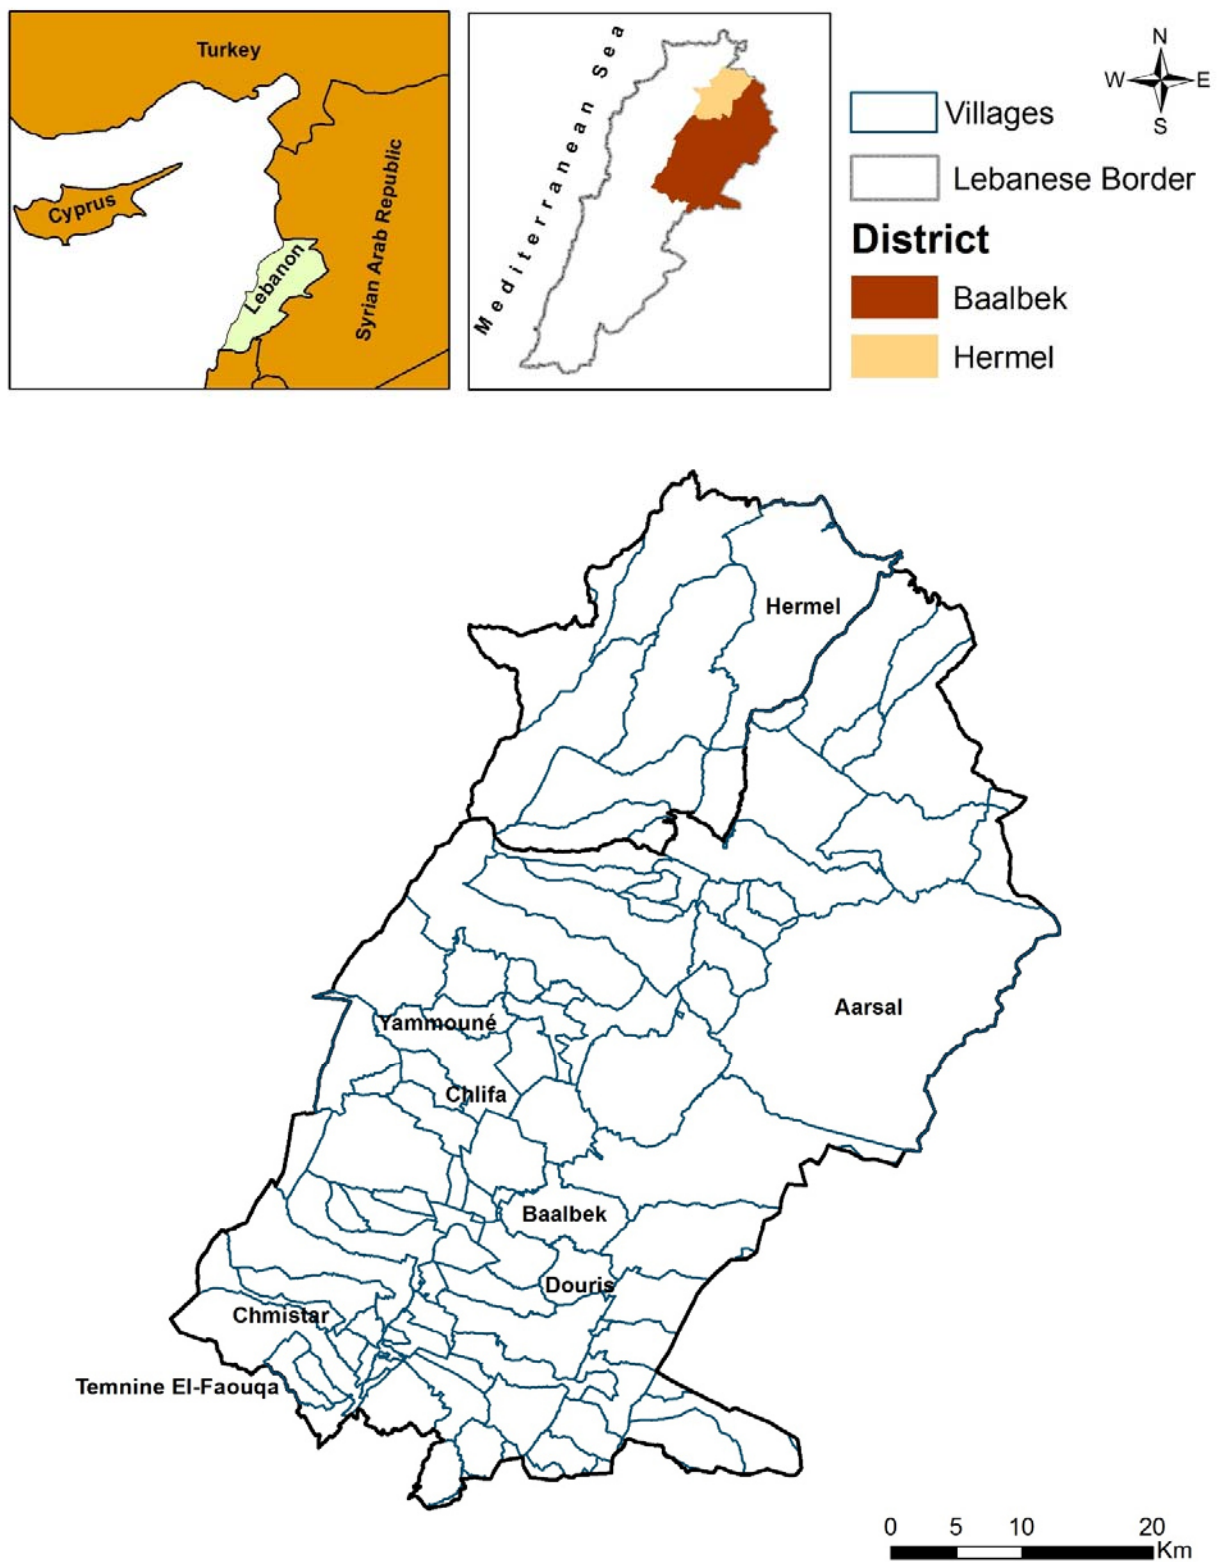 Turkey
Cyprus
Lebanon
Syrian Arab Republic
Mediterranean Sea
N
W E
S
Villages
Lebanese Border
District
Baalbek
Hermel
Hermel
Aarsal
Yammouné
Chlifa
Baalbek
Douris
Chmistar
Temnine El-Faouqa
0 5 10 20
Km